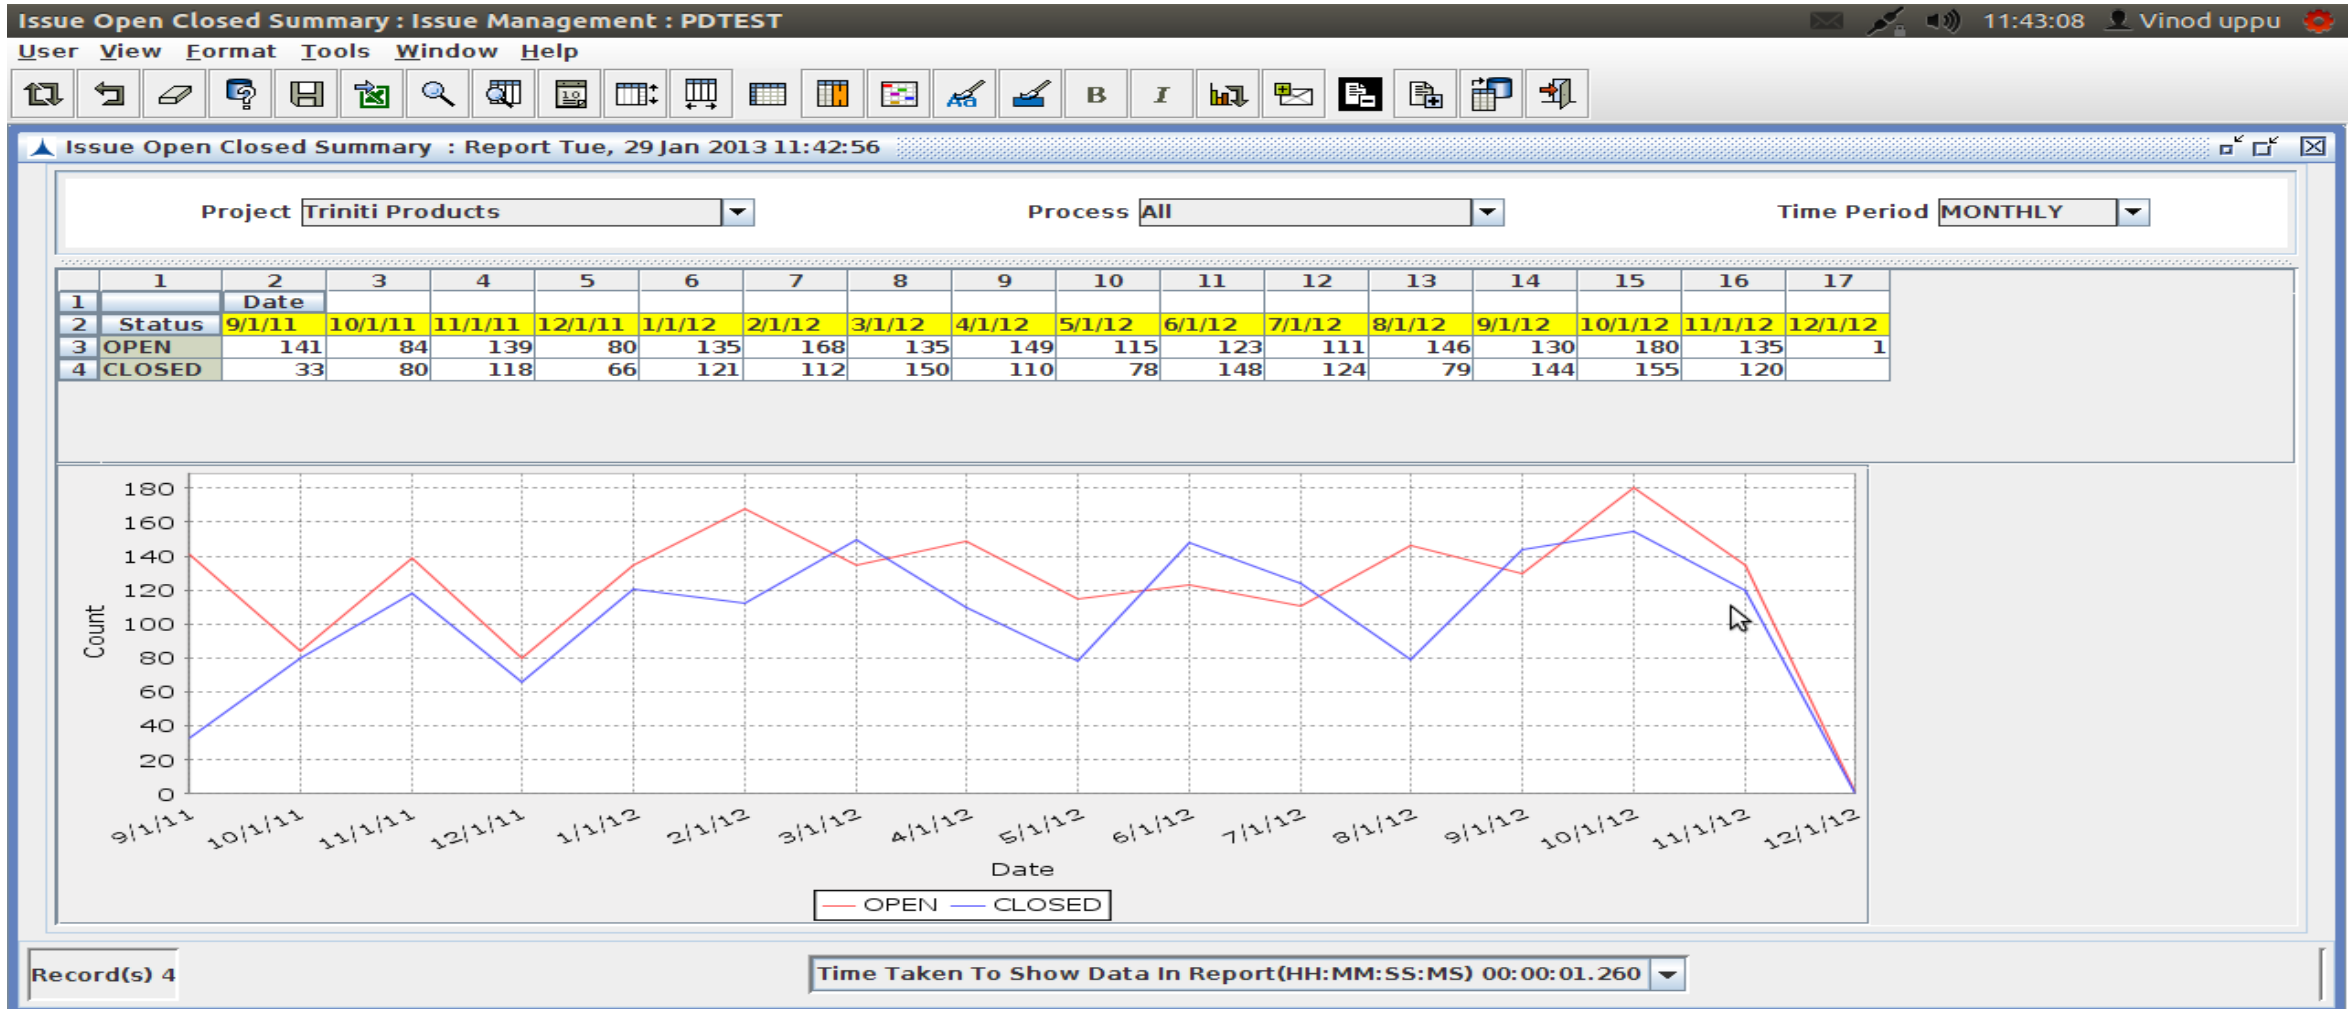 Issue Open Closed Summary : Issue Management : PDTEST 11:43:08 Vinod uppu
User View Format Tools Window Help
10 Aa B I
Issue Open Closed Summary : Report Tue, 29 Jan 2013 11:42:56
Project Triniti Products Process All Time Period MONTHLY
1 2 3 4 5 6 7 8 9 10 11 12 13 14 15 16 17
1 Date
2 Status 9/1/11 10/1/11 11/1/11 12/1/11 1/1/12 2/1/12 3/1/12 4/1/12 5/1/12 6/1/12 7/1/12 8/1/12 9/1/12 10/1/12 11/1/12 12/1/12
3 OPEN 141 84 139 80 135 168 135 149 115 123 111 146 130 180 135 1
4 CLOSED 33 80 118 66 121 112 150 110 78 148 124 79 144 155 120
180
160
140
120
100
80
60
40
20
0
Count
9/1/11 10/1/11 11/1/11 12/1/11 1/1/12 2/1/12 3/1/12 4/1/12 5/1/12 6/1/12 7/1/12 8/1/12 9/1/12 10/1/12 11/1/12 12/1/12
Date
OPEN CLOSED
Record(s) 4 Time Taken To Show Data In Report(HH:MM:SS:MS) 00:00:01.260